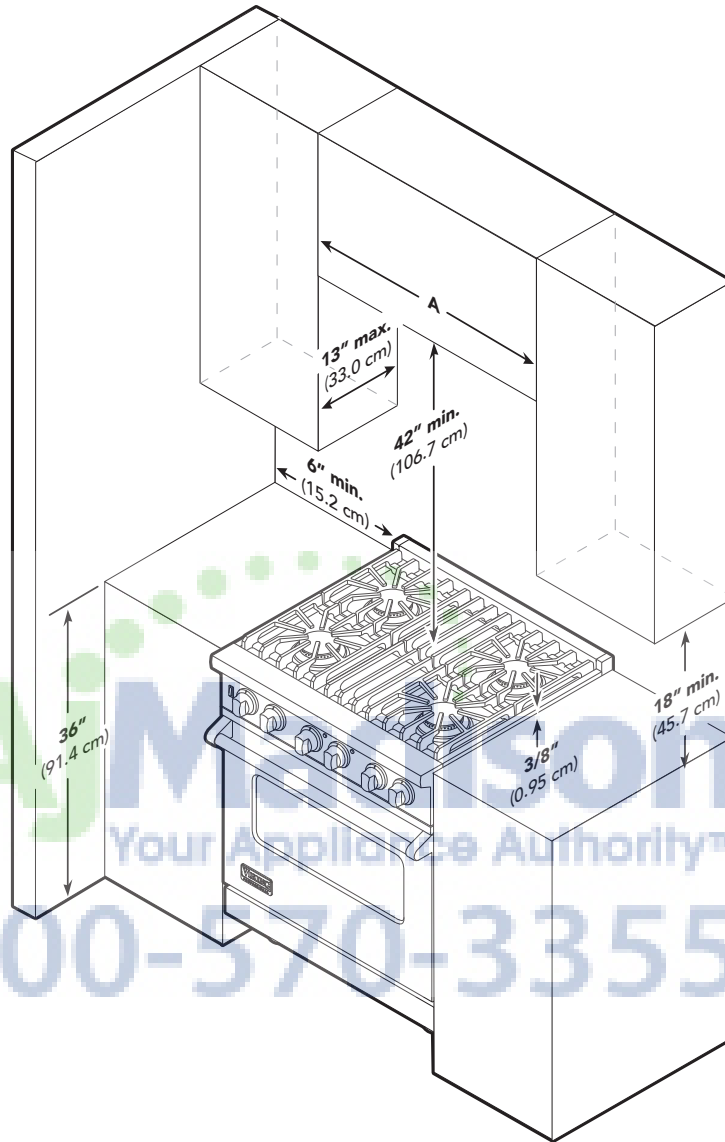 A
13" max.
(33.0 cm)
42" min.
(106.7 cm)
6" min.
(15.2 cm)
18" min.
(45.7 cm)
36"
(91.4 cm)
3/8"
(0.95 cm)
AjMadison
Your Appliance Authority™
00-570-3355
VIKING